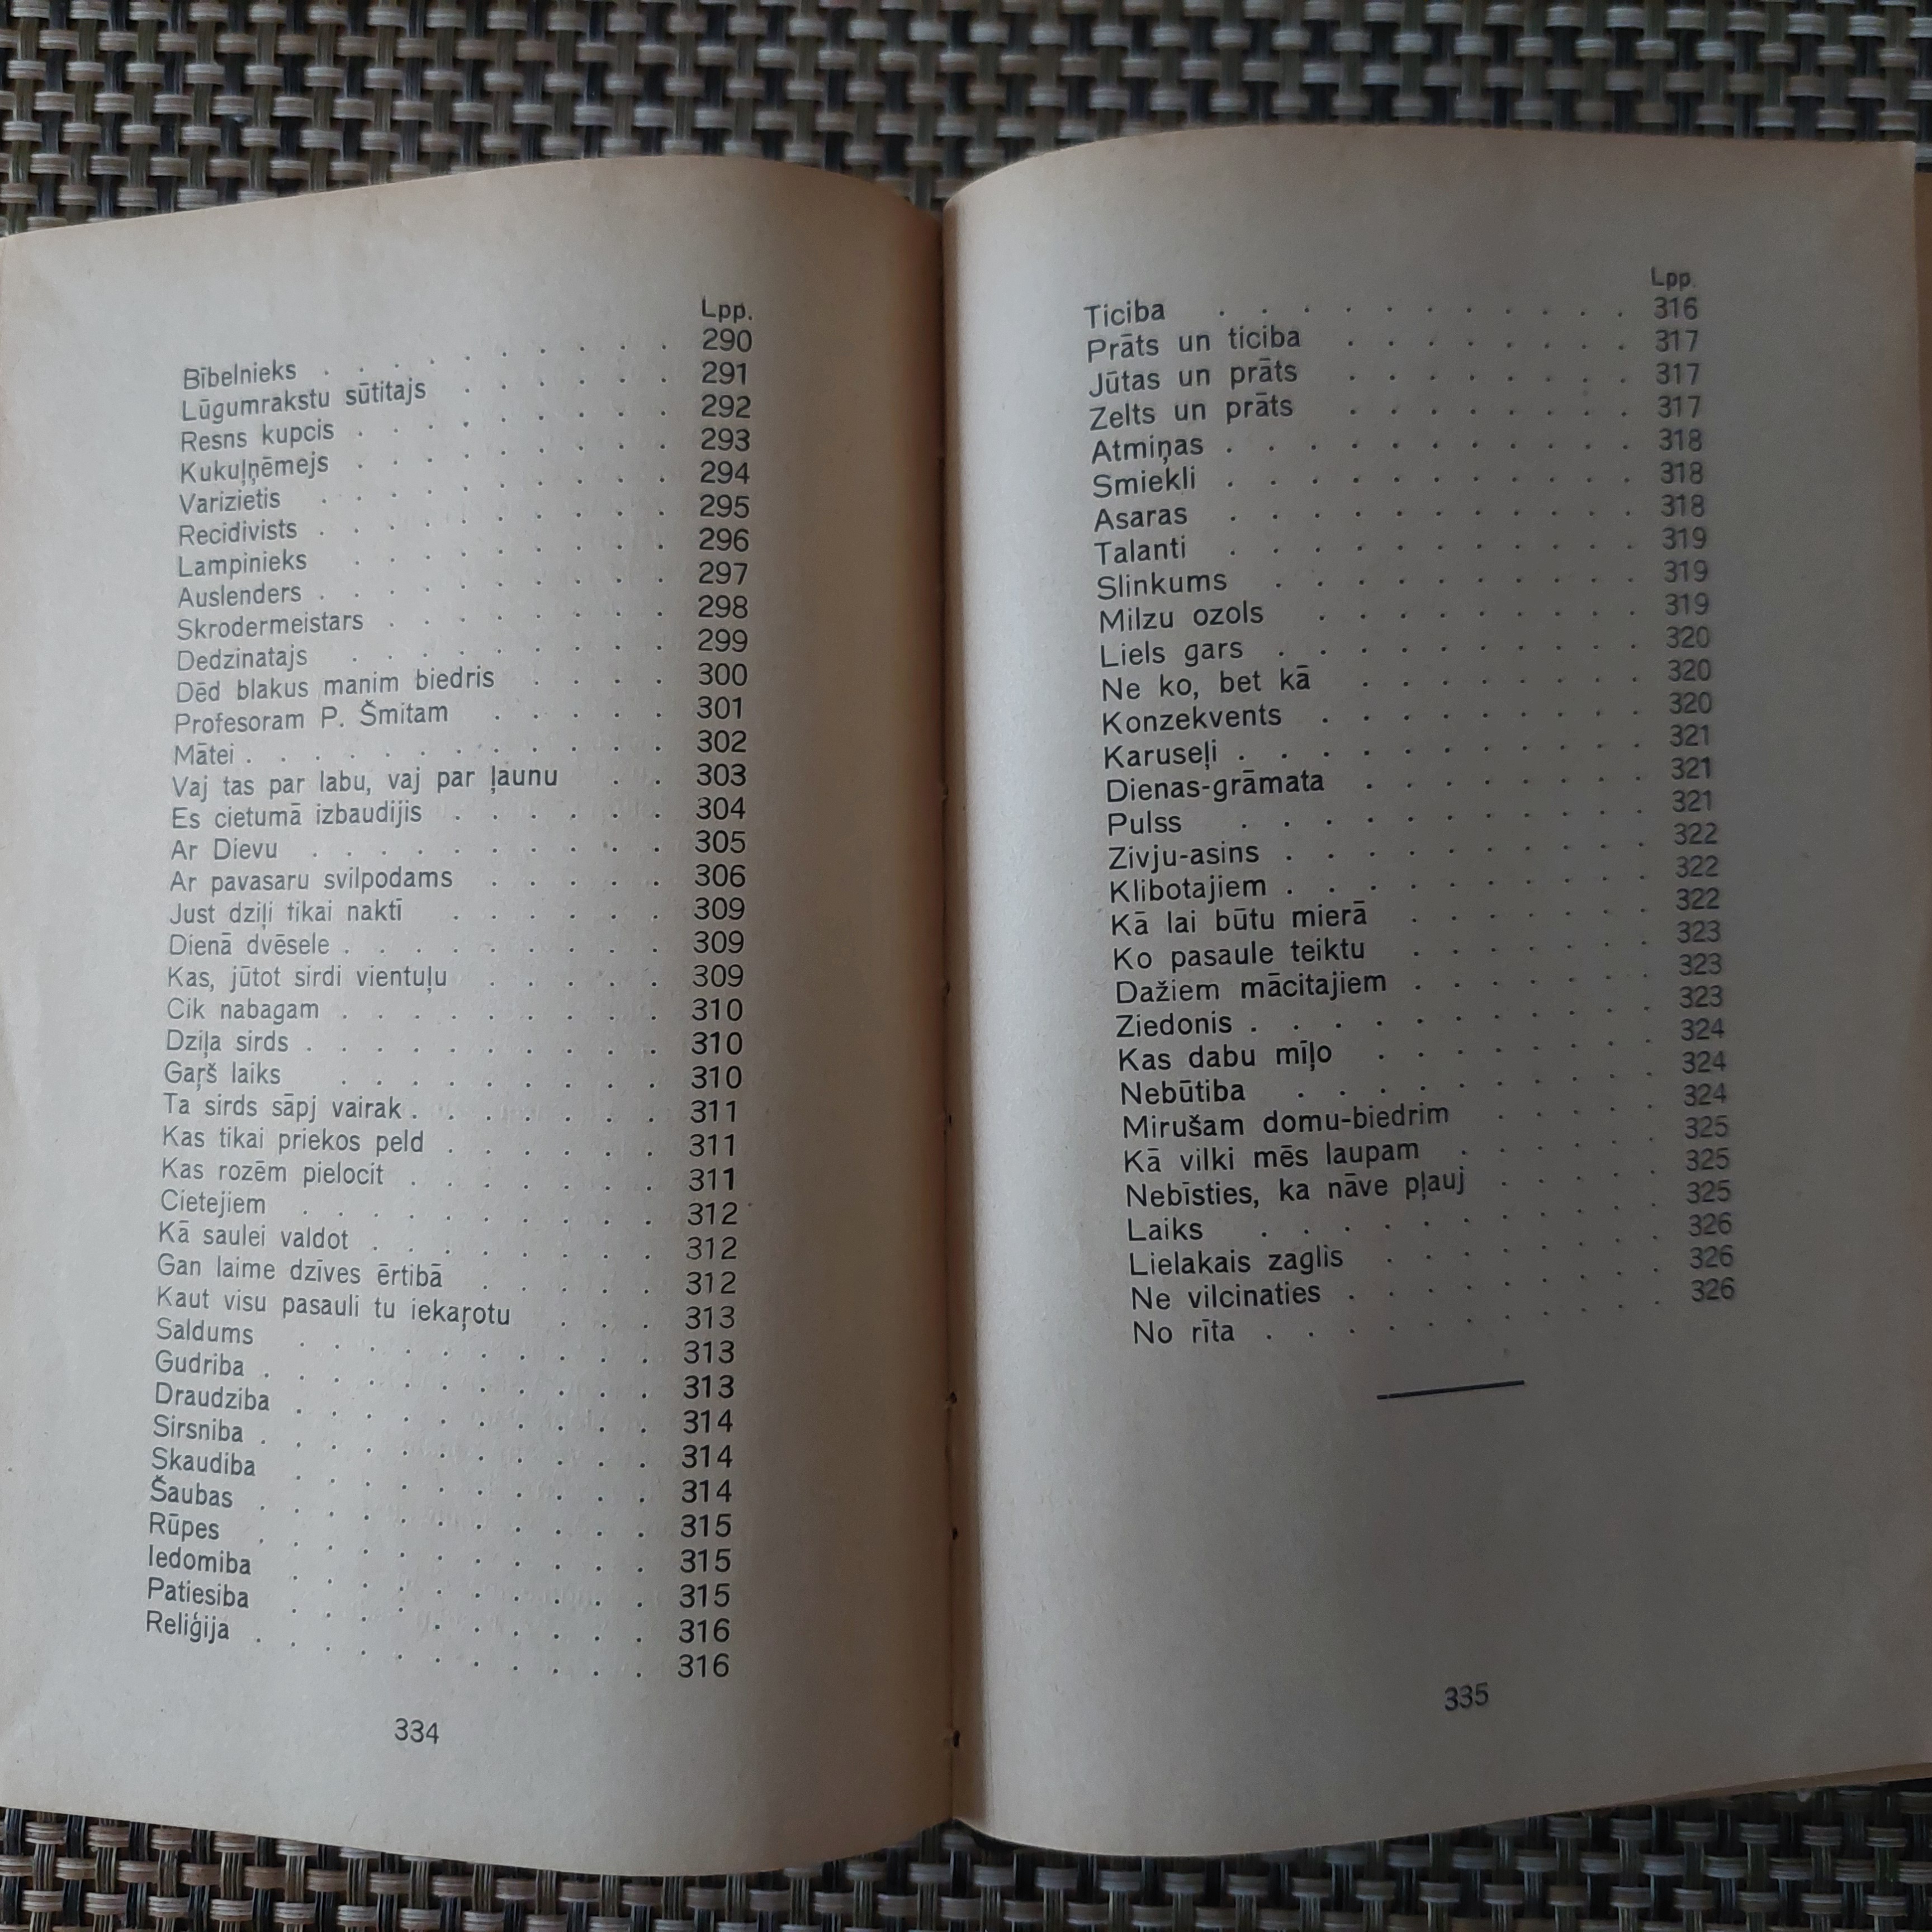 Lpp.
Bībelnieks . . . . . . . . . 290
Lūgumrakstu sūtitajs . . . . . . 291
Resns kupcis . . . . . . . . 292
Kukuļņēmejs . . . . . . . . 293
Varizietis . . . . . . . . . 294
Recidivists . . . . . . . . . 295
Lampinieks . . . . . . . . 296
Auslenders . . . . . . . . . 297
Skrodermeistars . . . . . . . 298
Dedzinatajs . . . . . . . . 299
Dēd blakus manim biedris . . . . 300
Profesoram P. Šmitam . . . . . 301
Mātei . . . . . . . . . . . 302
Vaj tas par labu, vaj par ļaunu . . 303
Es cietumā izbaudijis . . . . . . 304
Ar Dievu . . . . . . . . . 305
Ar pavasaru svilpodams . . . . . 306
Just dziļi tikai naktī . . . . . . 309
Dienā dvēsele . . . . . . . . 309
Kas, jūtot sirdi vientuļu . . . . . 309
Cik nabagam . . . . . . . . 310
Dziļa sirds . . . . . . . . . 310
Gaŗš laiks . . . . . . . . 310
Ta sirds sāpj vairak . . . . . . . 311
Kas tikai priekos peld . . . . . . 311
Kas rozēm pielocit . . . . . . . 311
Cietejiem . . . . . . . . . 312
Kā saulei valdot . . . . . . . . 312
Gan laime dzīves ērtibā . . . . . 312
Kaut visu pasauli tu iekaŗotu . . . 313
Saldums . . . . . . . . . 313
Gudriba . . . . . . . . . . 313
Draudziba . . . . . . . . . 314
Sirsniba . . . . . . . . . . 314
Skaudiba . . . . . . . . . 314
Šaubas . . . . . . . . . . 315
Rūpes . . . . . . . . . . 315
Iedomiba . . . . . . . . . 315
Patiesiba . . . . . . . . . 316
Reliģija . . . . . . . . . . 316
334
Lpp.
Ticiba . . . . . . . . . . . 316
Prāts un ticiba . . . . . . . . 317
Jūtas un prāts . . . . . . . . 317
Zelts un prāts . . . . . . . . 317
Atmiņas . . . . . . . . . . 318
Smiekli . . . . . . . . . . 318
Asaras . . . . . . . . . . 318
Talanti . . . . . . . . . . 319
Slinkums . . . . . . . . . 319
Milzu ozols . . . . . . . . 319
Liels gars . . . . . . . . . 320
Ne ko, bet kā . . . . . . . 320
Konzekvents . . . . . . . . 320
Karuseļi . . . . . . . . . . 321
Dienas-grāmata . . . . . . . 321
Pulss . . . . . . . . . . 321
Zivju-asins . . . . . . . . . 322
Klibotajiem . . . . . . . . . 322
Kā lai būtu mierā . . . . . . 322
Ko pasaule teiktu . . . . . . 323
Dažiem mācitajiem . . . . . . 323
Ziedonis . . . . . . . . . . 323
Kas dabu mīļo . . . . . . . 324
Nebūtiba . . . . . . . . . 324
Mirušam domu-biedrim . . . . 324
Kā vilki mēs laupam . . . . . 325
Nebīsties, ka nāve pļauj . . . . 325
Laiks . . . . . . . . . . 325
Lielakais zaglis . . . . . . . 326
Ne vilcinaties . . . . . . . . 326
No rīta . . . . . . . . . . 326
335